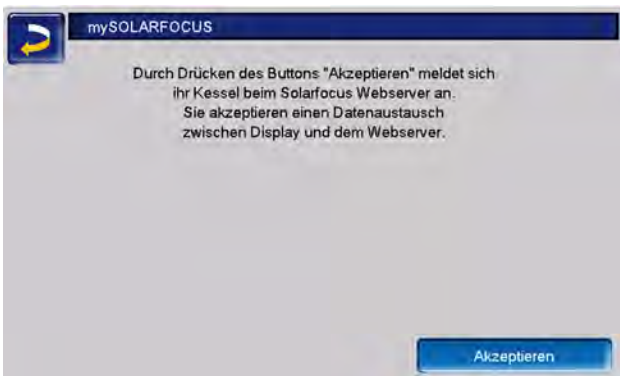 mySOLARFOCUS
Durch Drücken des Buttons "Akzeptieren" meldet sich
ihr Kessel beim Solarfocus Webserver an.
Sie akzeptieren einen Datenaustausch
zwischen Display und dem Webserver.
Akzeptieren